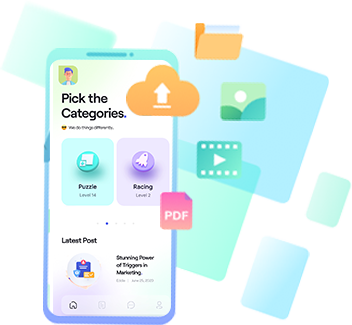 Pick the
Categories.
We do things differently.
Puzzle
Level 14
Racing
Level 2
PDF
Latest Post
Stunning Power
of Triggers in
Marketing.
June 25, 2020